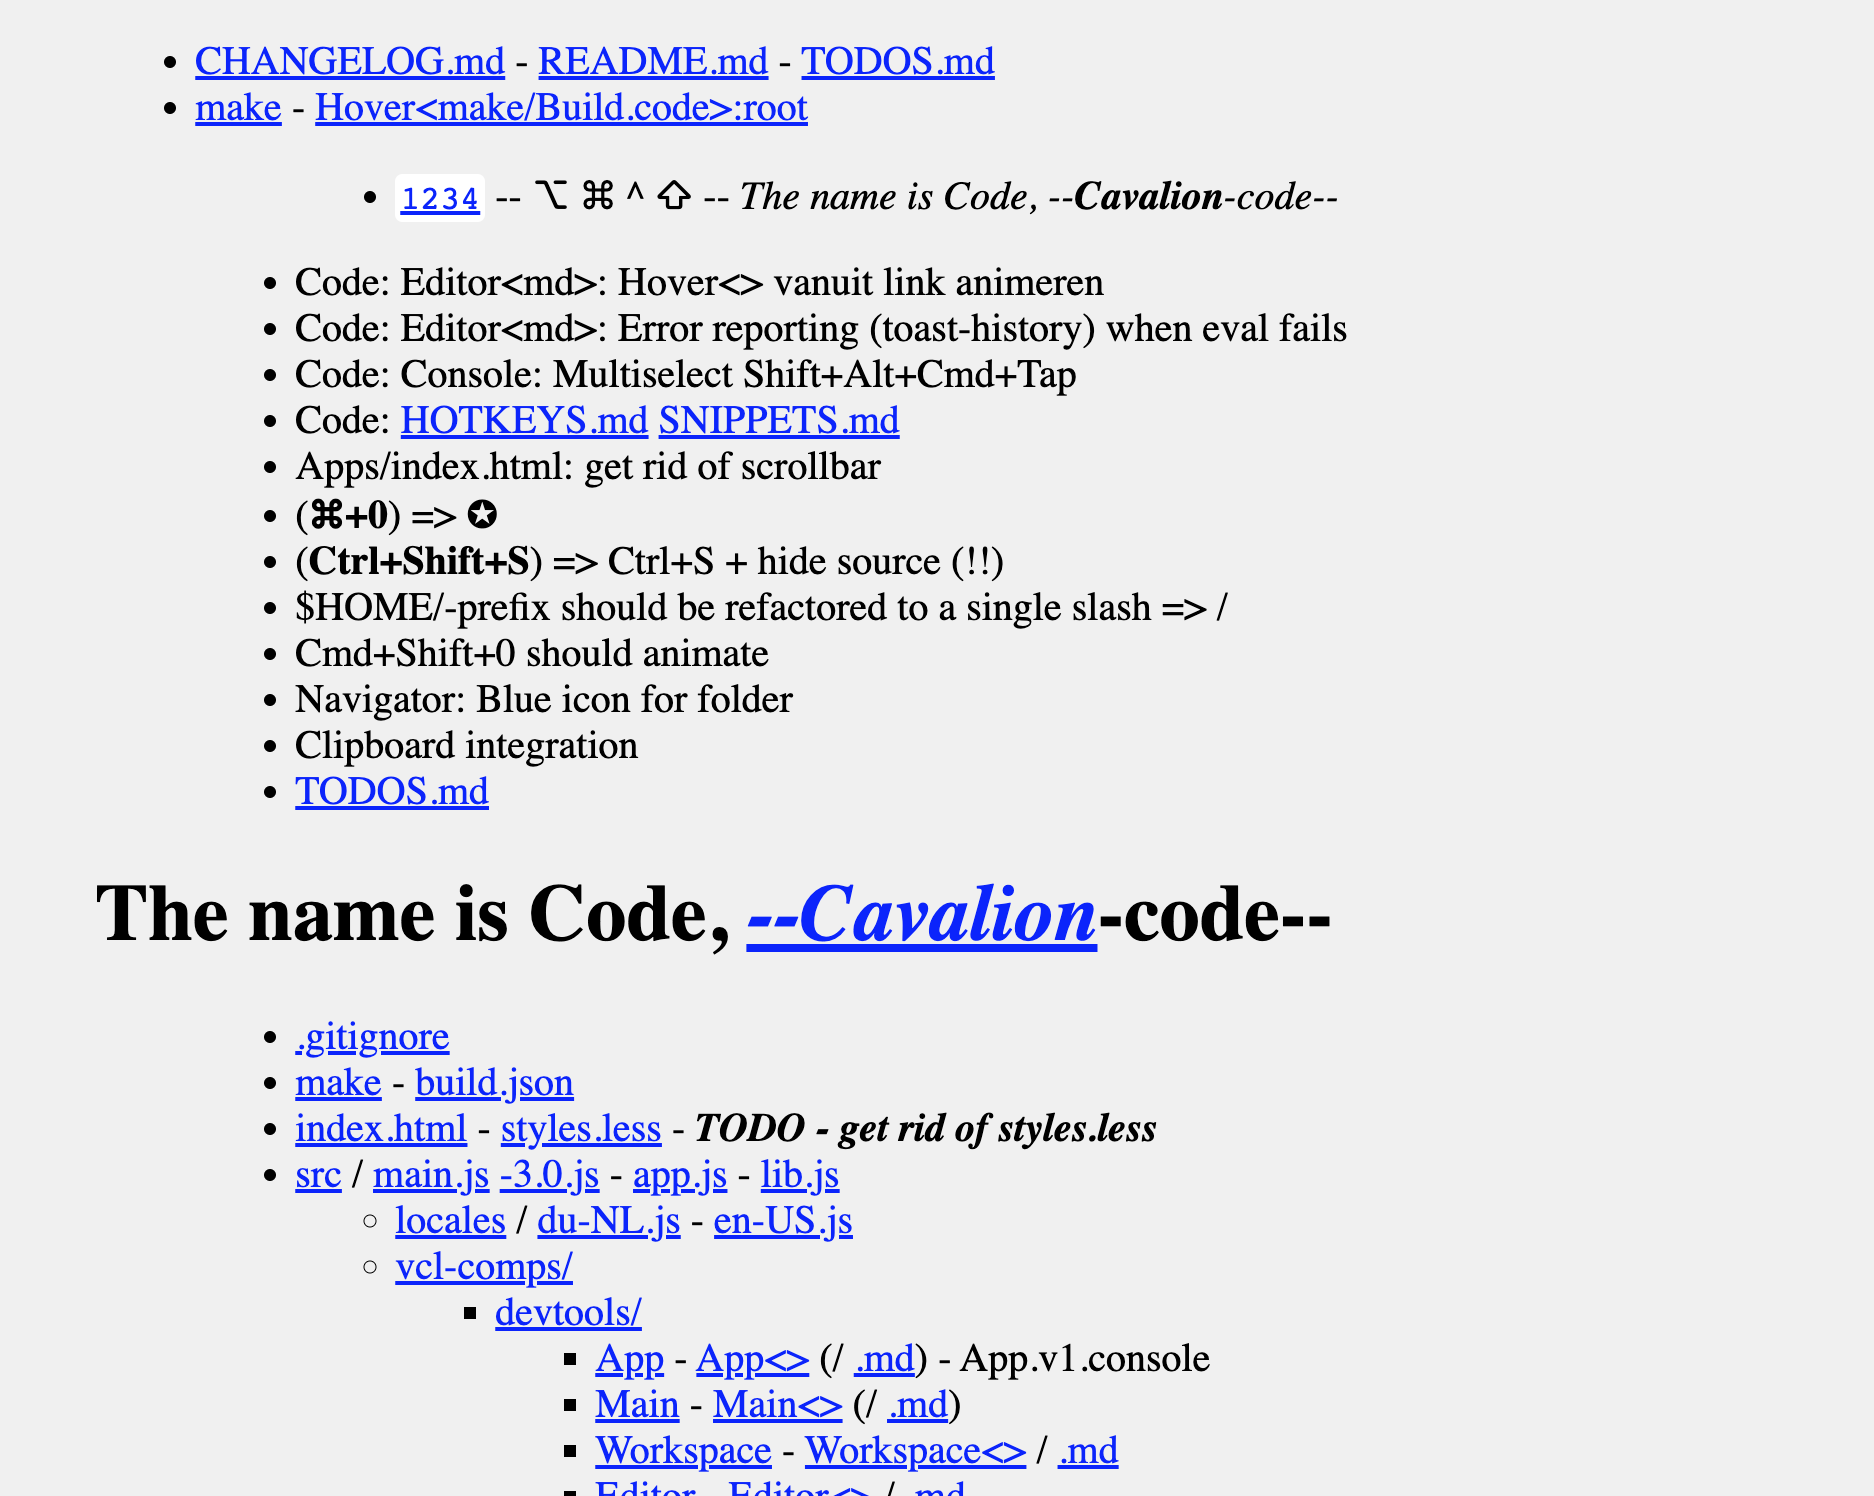 CHANGELOG.md - README.md - TODOS.md
make - Hover<make/Build.code>:root
1234 -- ⌥ ⌘ ^ ⇧ -- The name is Code, --Cavalion-code--
Code: Editor<md>: Hover<> vanuit link animeren
Code: Editor<md>: Error reporting (toast-history) when eval fails
Code: Console: Multiselect Shift+Alt+Cmd+Tap
Code: HOTKEYS.md SNIPPETS.md
Apps/index.html: get rid of scrollbar
(⌘+0) => ✪
(Ctrl+Shift+S) => Ctrl+S + hide source (!!)
$HOME/-prefix should be refactored to a single slash => /
Cmd+Shift+0 should animate
Navigator: Blue icon for folder
Clipboard integration
TODOS.md
The name is Code, --Cavalion-code--
.gitignore
make - build.json
index.html - styles.less - TODO - get rid of styles.less
src / main.js -3.0.js - app.js - lib.js
locales / du-NL.js - en-US.js
vcl-comps/
devtools/
App - App<> (/ .md) - App.v1.console
Main - Main<> (/ .md)
Workspace - Workspace<> / .md
Editor - Editor<> / .md